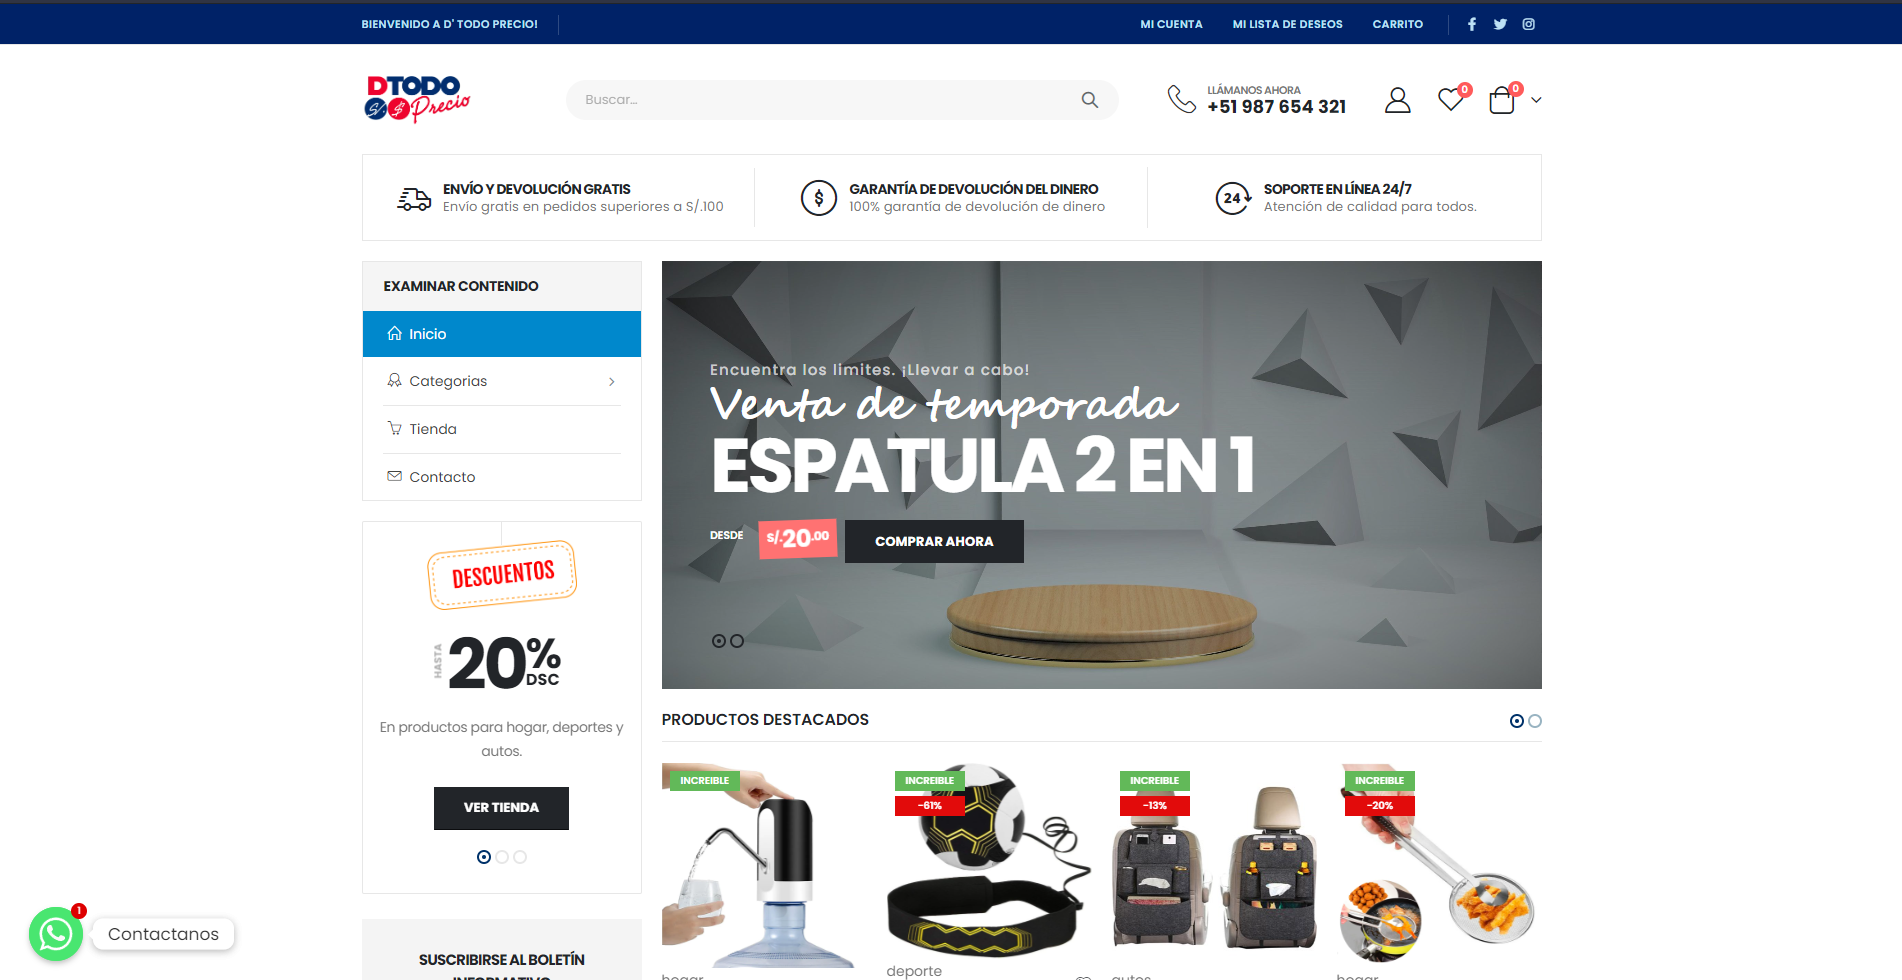 BIENVENIDO A D' TODO PRECIO!
MI CUENTA
MI LISTA DE DESEOS
CARRITO
DTODO
Precio
Buscar...
LLÁMANOS AHORA
+51 987 654 321
0
0
ENVÍO Y DEVOLUCIÓN GRATIS
Envío gratis en pedidos superiores a S/.100
$
GARANTÍA DE DEVOLUCIÓN DEL DINERO
100% garantía de devolución de dinero
24
SOPORTE EN LÍNEA 24/7
Atención de calidad para todos.
EXAMINAR CONTENIDO
Inicio
Categorias
Tienda
Contacto
Encuentra los limites. ¡Llevar a cabo!
Venta de temporada
ESPATULA 2 EN 1
DESDE
S/.20.00
COMPRAR AHORA
DESCUENTOS
HASTA
20%
DSC
En productos para hogar, deportes y
autos.
VER TIENDA
PRODUCTOS DESTACADOS
INCREIBLE
INCREIBLE
-61%
INCREIBLE
-13%
INCREIBLE
-20%
hogar
deporte
autos
hogar
SUSCRIBIRSE AL BOLETÍN
INFORMATIVO
1
Contactanos